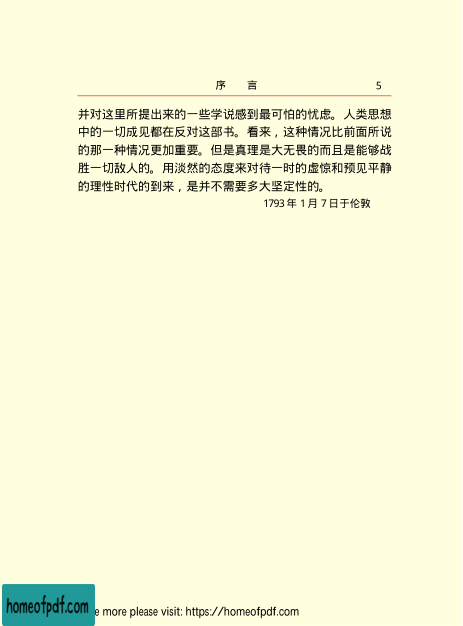 序 言 5
并对这里所提出来的一些学说感到最可怕的忧虑。人类思想
中的一切成见都在反对这部书。看来，这种情况比前面所说
的那一种情况更加重要。但是真理是大无畏的而且是能够战
胜一切敌人的。用淡然的态度来对待一时的虚惊和预见平静
的理性时代的到来，是并不需要多大坚定性的。
1793 年 1 月 7 日于伦敦
homeofpdf.com
e more please visit: https://homeofpdf.com